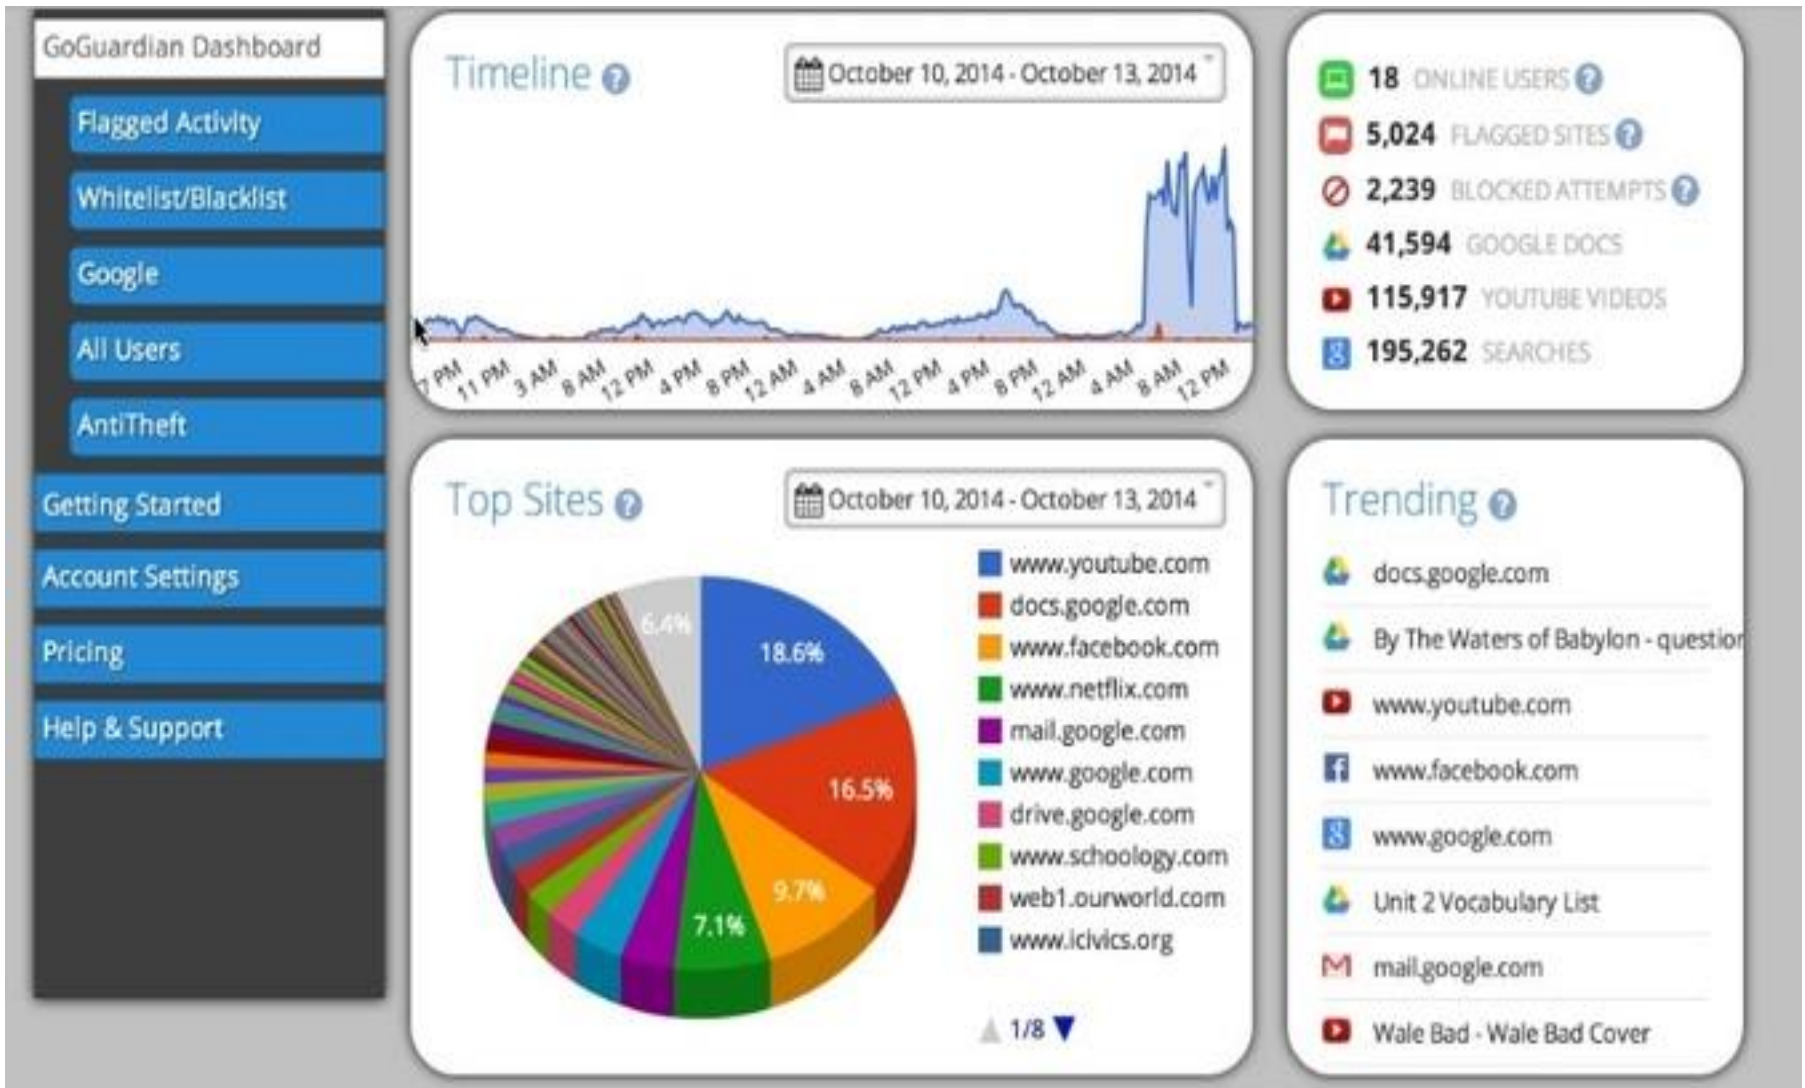 GoGuardian Dashboard
Flagged Activity
Whitelist/Blacklist
Google
All Users
AntiTheft
Getting Started
Account Settings
Pricing
Help & Support
Timeline ?
October 10, 2014 - October 13, 2014
7 PM 11 PM 3 AM 8 AM 12 PM 4 PM 8 PM 12 AM 4 AM 8 AM 12 PM 4 PM 8 PM 12 AM 4 AM 8 AM 12 PM
18 ONLINE USERS ?
5,024 FLAGGED SITES ?
2,239 BLOCKED ATTEMPTS ?
41,594 GOOGLE DOCS
115,917 YOUTUBE VIDEOS
195,262 SEARCHES
Top Sites ?
October 10, 2014 - October 13, 2014
6.4%
18.6%
16.5%
9.7%
7.1%
www.youtube.com
docs.google.com
www.facebook.com
www.netflix.com
mail.google.com
www.google.com
drive.google.com
www.schoology.com
web1.ourworld.com
www.icivics.org
1/8
Trending ?
docs.google.com
By The Waters of Babylon - question
www.youtube.com
www.facebook.com
www.google.com
Unit 2 Vocabulary List
mail.google.com
Wale Bad - Wale Bad Cover